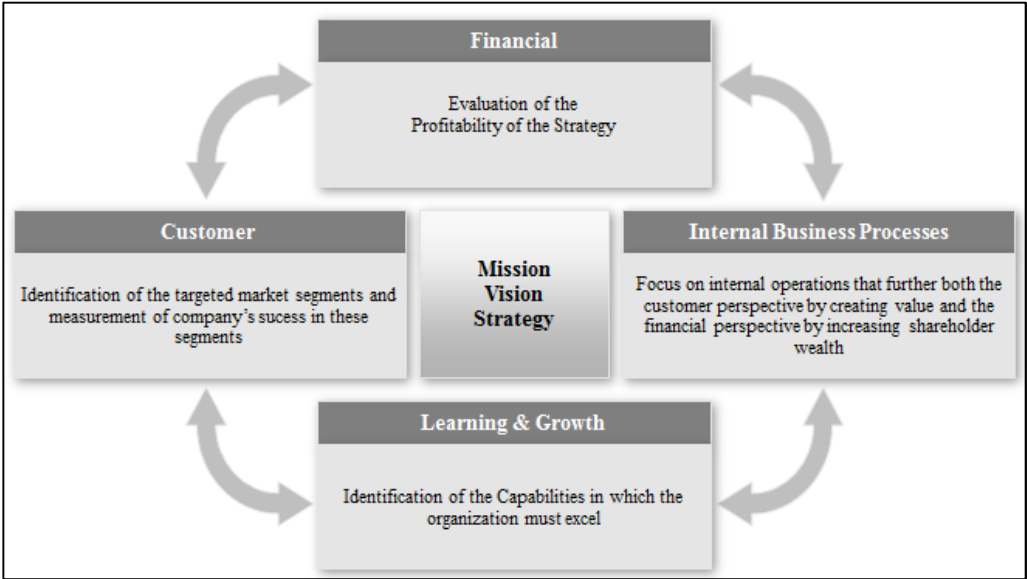 Financial
Evaluation of the
Profitability of the Strategy
Customer
Identification of the targeted market segments and
measurement of company's sucess in these
segments
Mission
Vision
Strategy
Internal Business Processes
Focus on internal operations that further both the
customer perspective by creating value and the
financial perspective by increasing shareholder
wealth
Learning & Growth
Identification of the Capabilities in which the
organization must excel